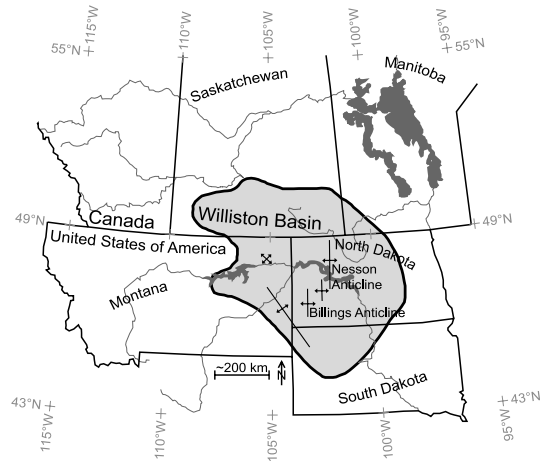 115°W
110°W
105°W
100°W
95°W
55°N
55°N
Saskatchewan
Manitoba
49°N
Canada
Williston Basin
49°N
United States of America
North Dakota
Nesson
Anticline
Montana
Billings Anticline
~200 km
N
South Dakota
43°N
43°N
115°W
110°W
105°W
100°W
95°W